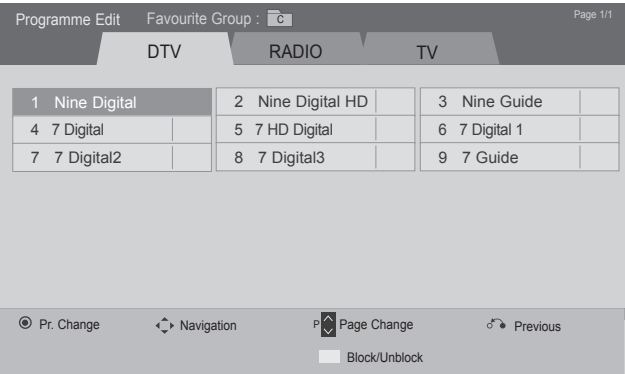 Programme Edit Favourite Group : C Page 1/1
DTV RADIO TV
1 Nine Digital 2 Nine Digital HD 3 Nine Guide
4 7 Digital 5 7 HD Digital 6 7 Digital 1
7 7 Digital2 8 7 Digital3 9 7 Guide
Pr. Change Navigation P Page Change Previous
Block/Unblock